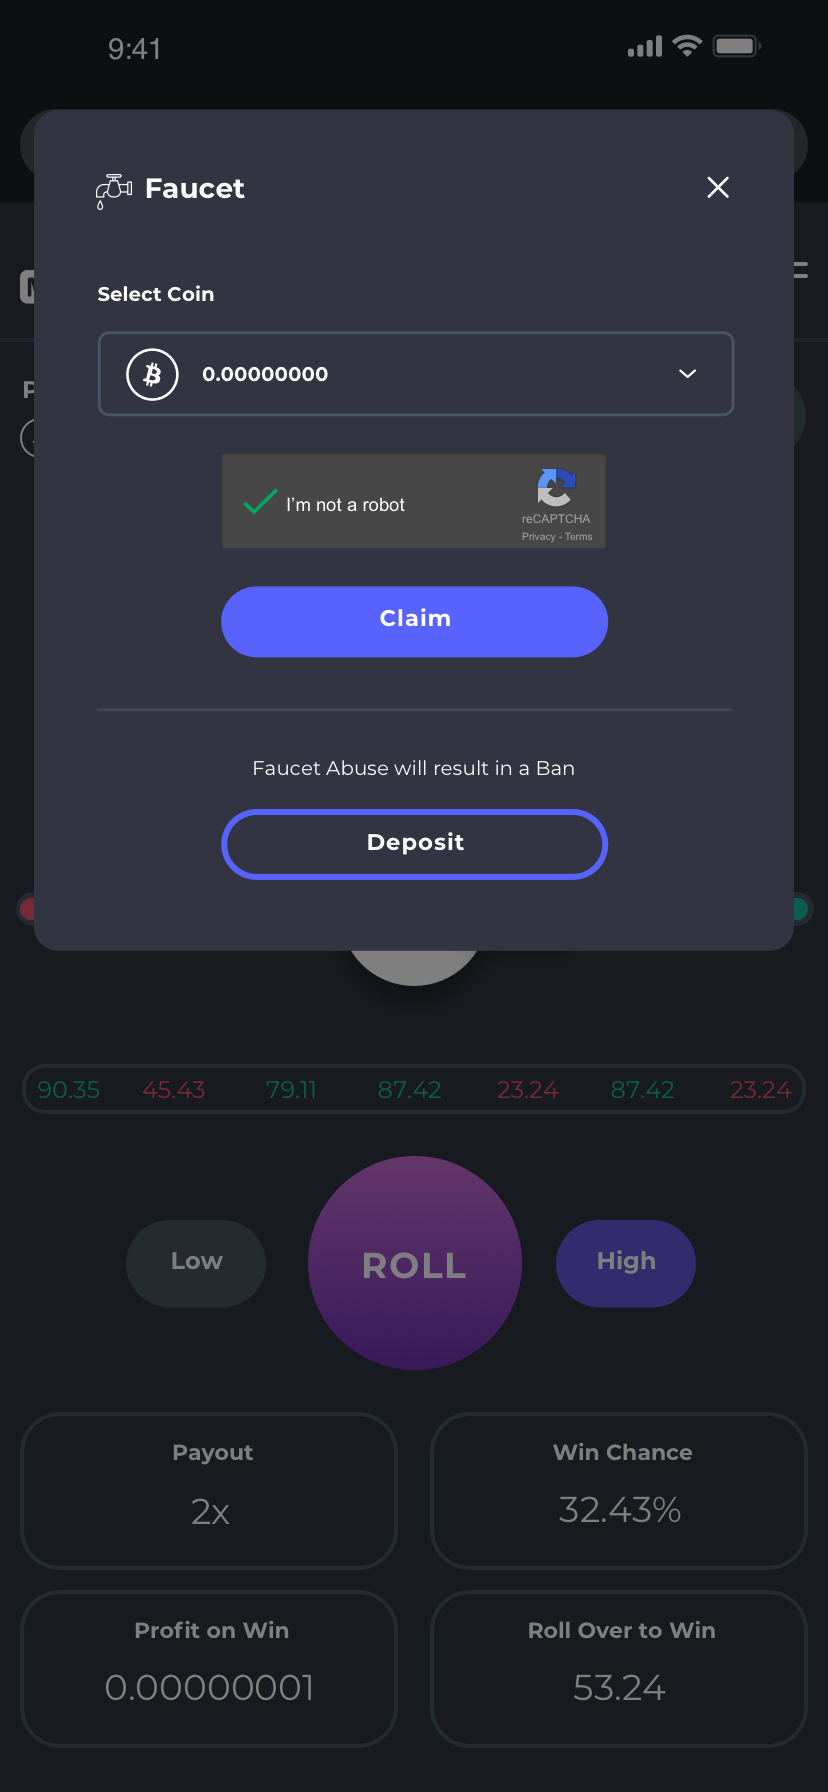 9:41
Faucet
Select Coin
0.00000000
I'm not a robot
reCAPTCHA
Privacy - Terms
Claim
Faucet Abuse will result in a Ban
Deposit
90.35 45.43 79.11 87.42 23.24 87.42 23.24
Low ROLL High
Payout Win Chance
2x 32.43%
Profit on Win Roll Over to Win
0.00000001 53.24